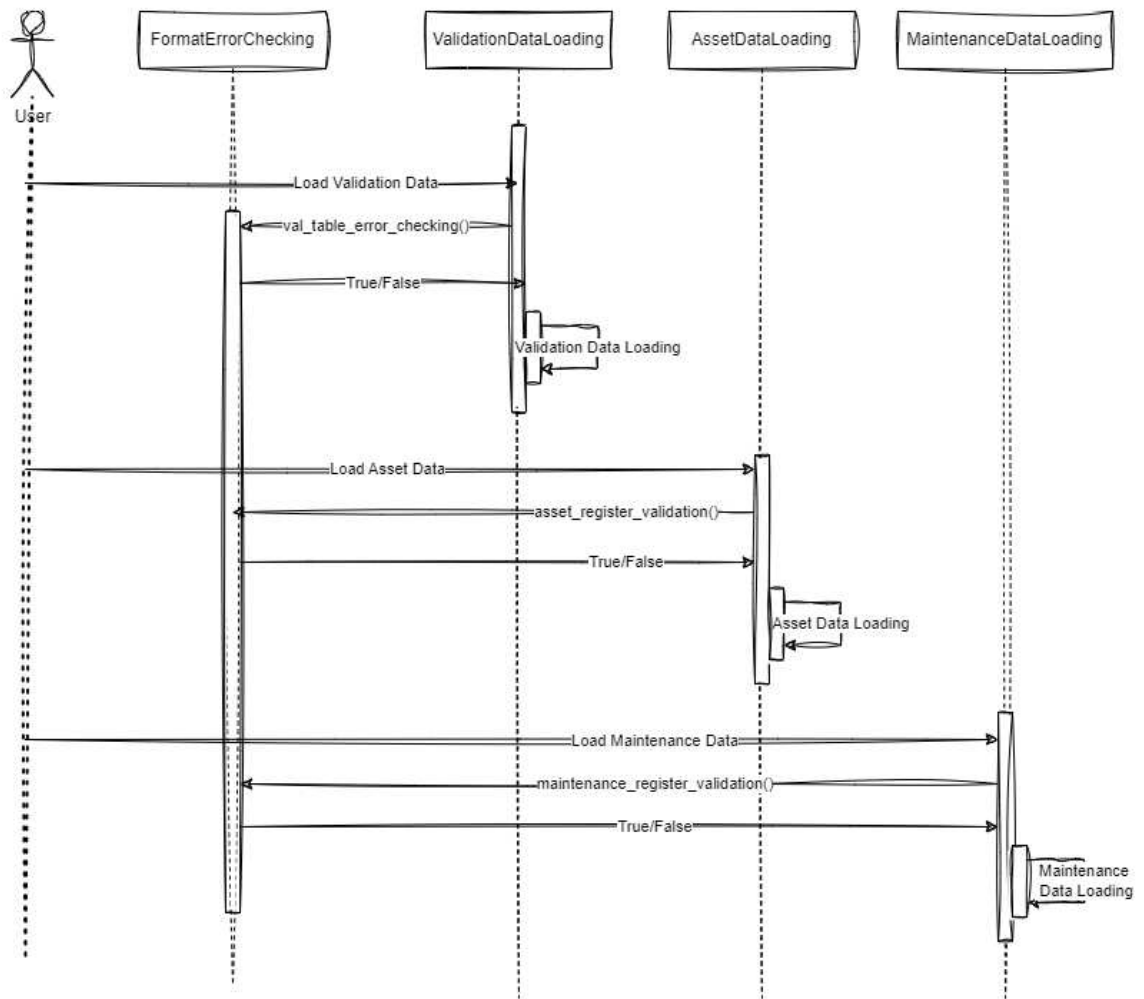 FormatErrorChecking
ValidationDataLoading
AssetDataLoading
MaintenanceDataLoading
User
Load Validation Data
val_table_error_checking()
True/False
Validation Data Loading
Load Asset Data
asset_register_validation()
True/False
Asset Data Loading
Load Maintenance Data
maintenance_register_validation()
True/False
Maintenance
Data Loading